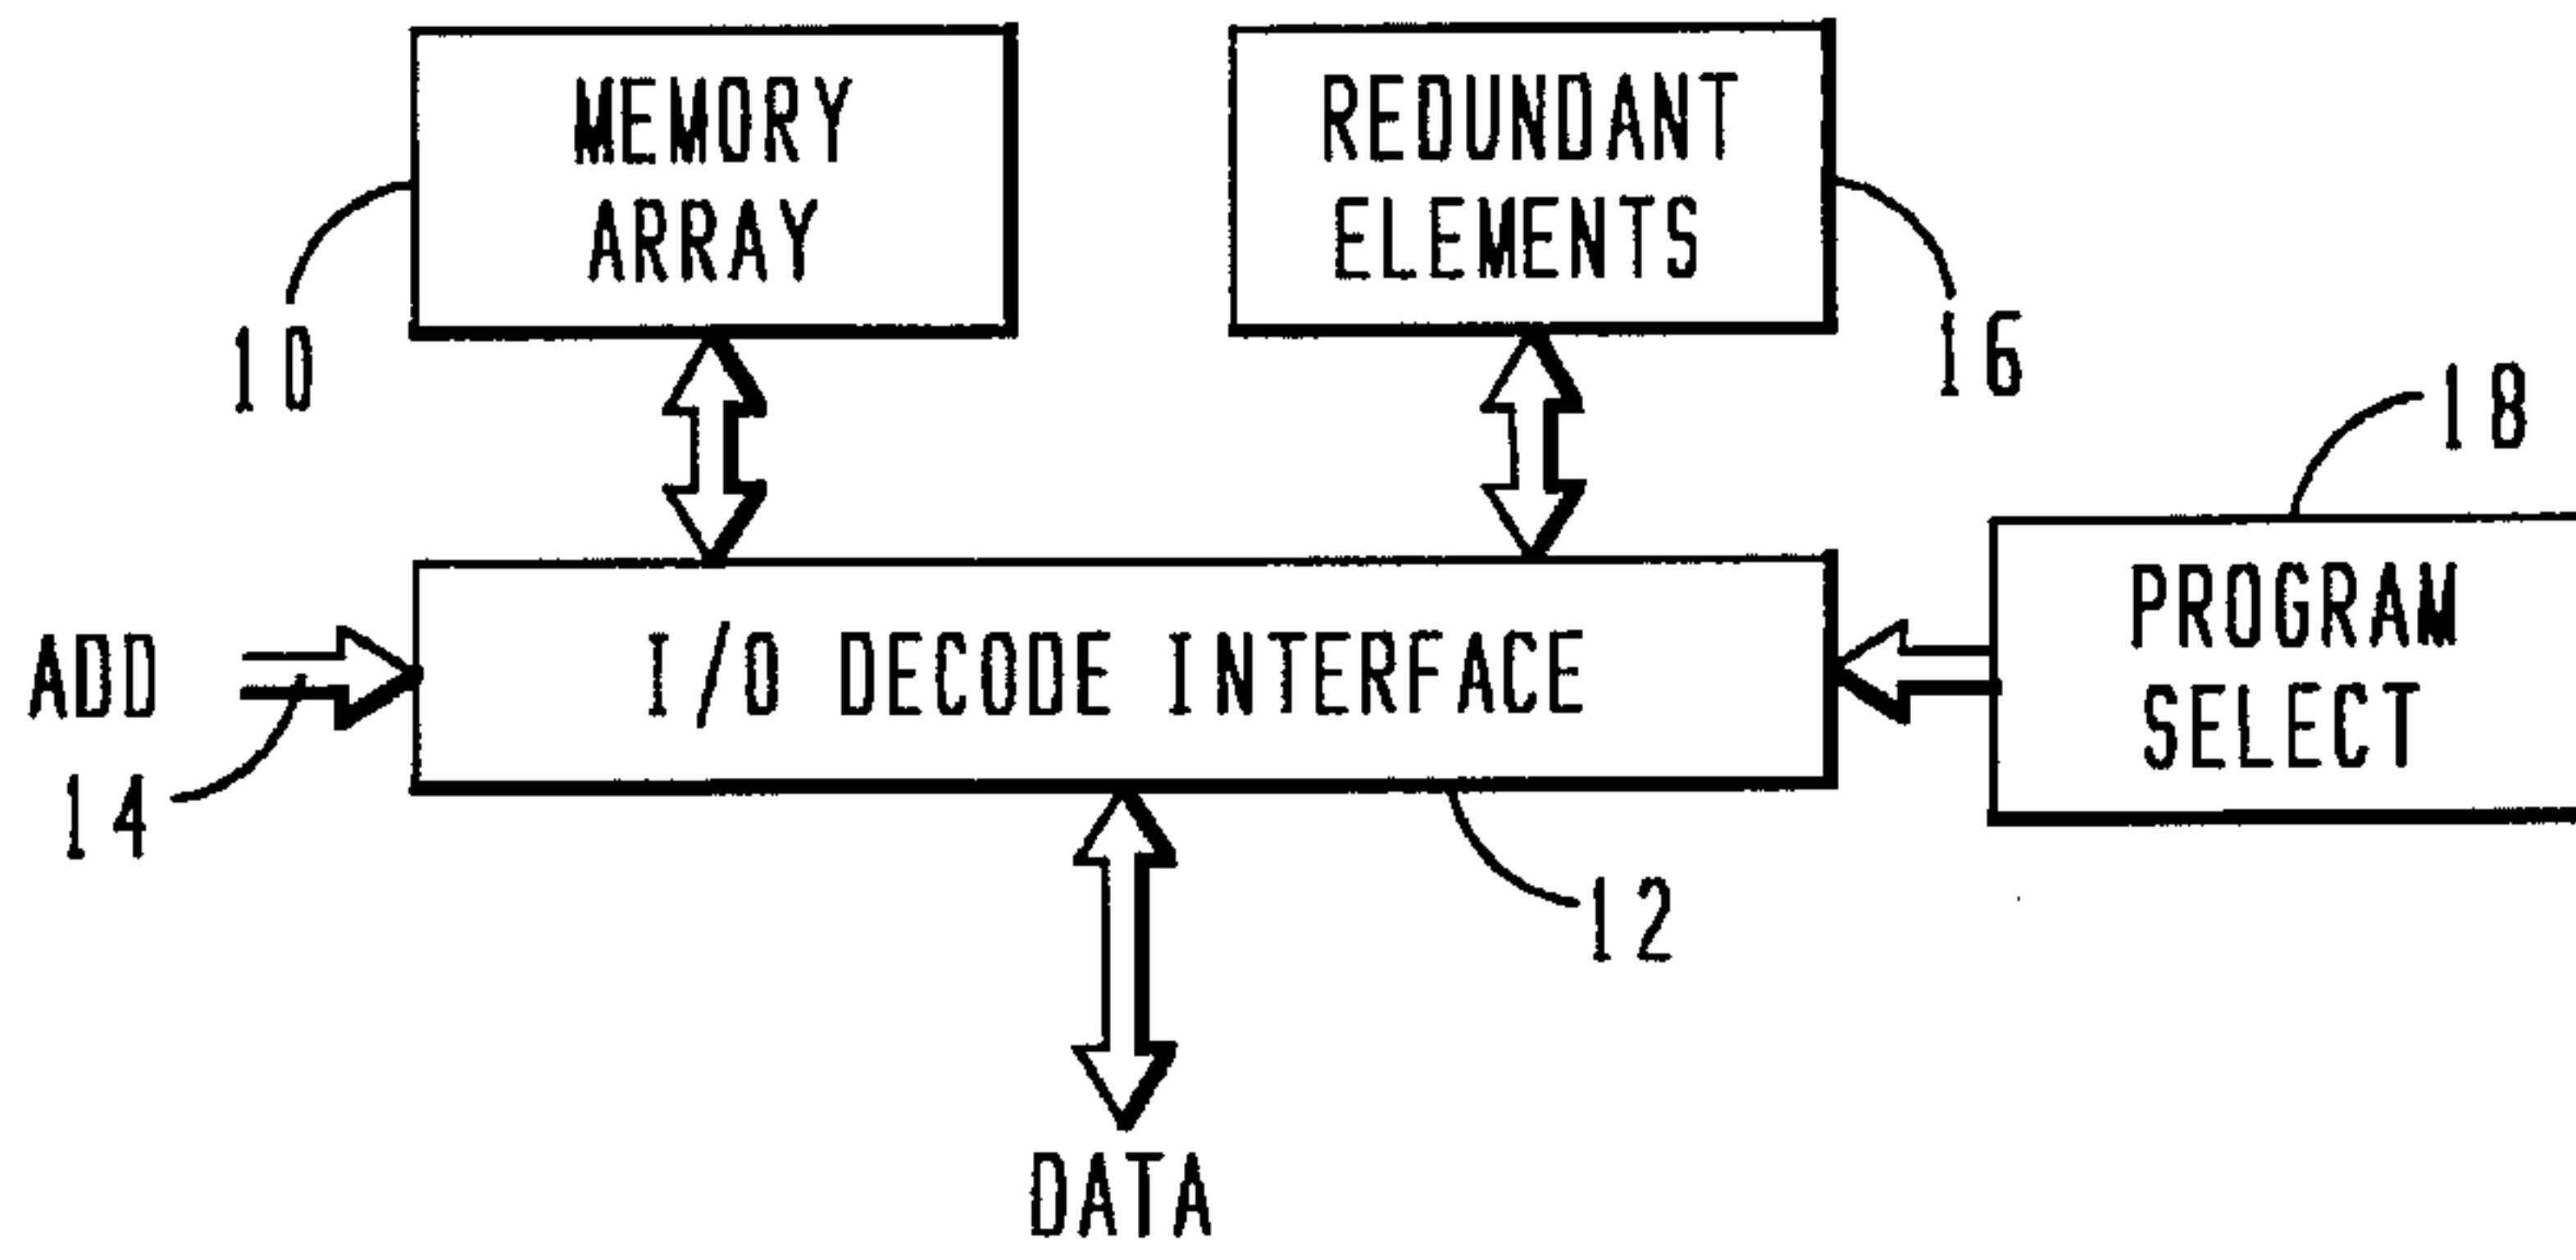 MEMORY
ARRAY
REDUNDANT
ELEMENTS
10
16
18
ADD
I/O DECODE INTERFACE
PROGRAM
SELECT
14
12
DATA